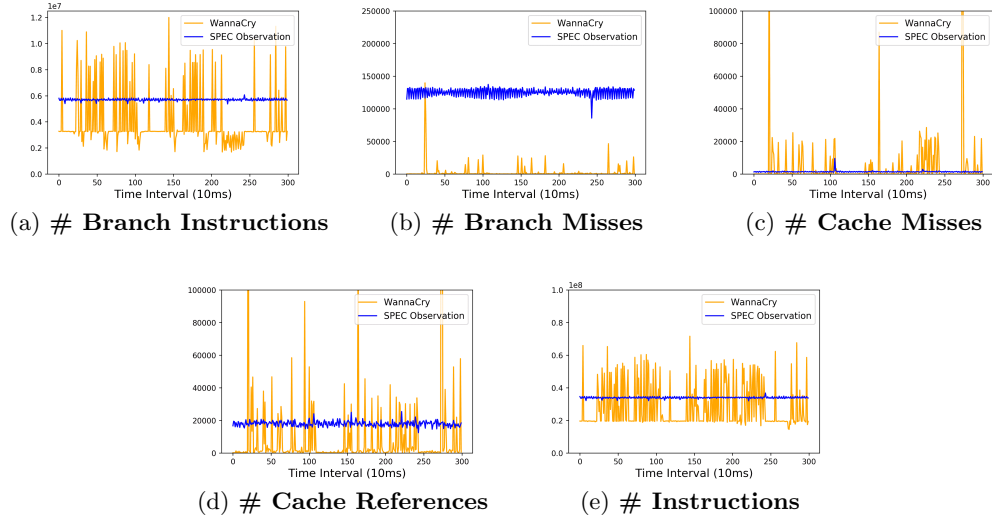 1e7
1.2
1.0
0.8
0.6
0.4
0.2
0.0
0 50 100 150 200 250 300
Time Interval (10ms)
WannaCry
SPEC Observation
(a) # Branch Instructions
250000
200000
150000
100000
50000
0
0 50 100 150 200 250 300
Time Interval (10ms)
WannaCry
SPEC Observation
(b) # Branch Misses
100000
80000
60000
40000
20000
0
0 50 100 150 200 250 300
Time Interval (10ms)
WannaCry
SPEC Observation
(c) # Cache Misses
100000
80000
60000
40000
20000
0
0 50 100 150 200 250 300
Time Interval (10ms)
WannaCry
SPEC Observation
(d) # Cache References
1e8
1.0
0.8
0.6
0.4
0.2
0.0
0 50 100 150 200 250 300
Time Interval (10ms)
WannaCry
SPEC Observation
(e) # Instructions